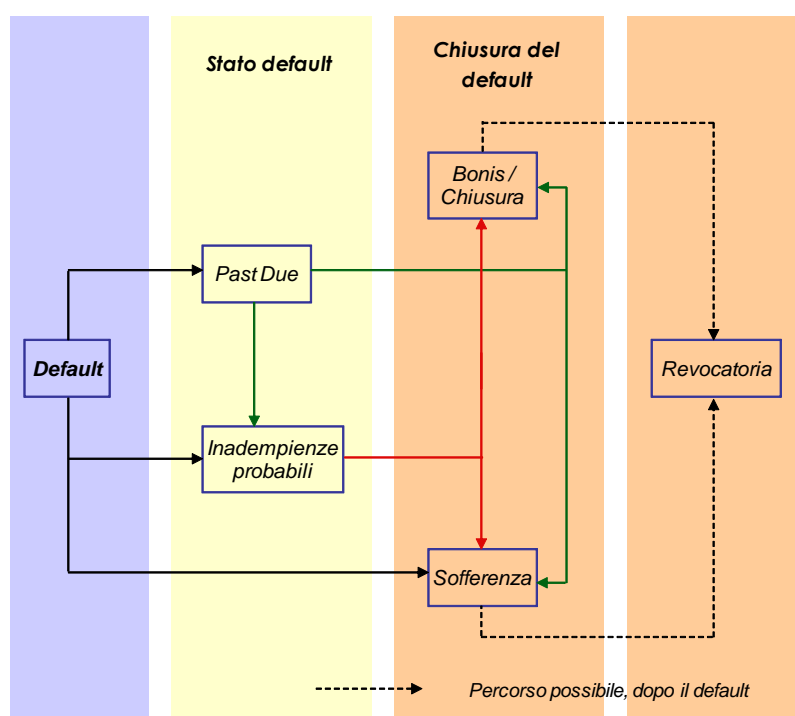 Stato default
Chiusura del
default
Bonis /
Chiusura
Past Due
Default
Revocatoria
Inadempienze
probabili
Sofferenza
Percorso possibile, dopo il default